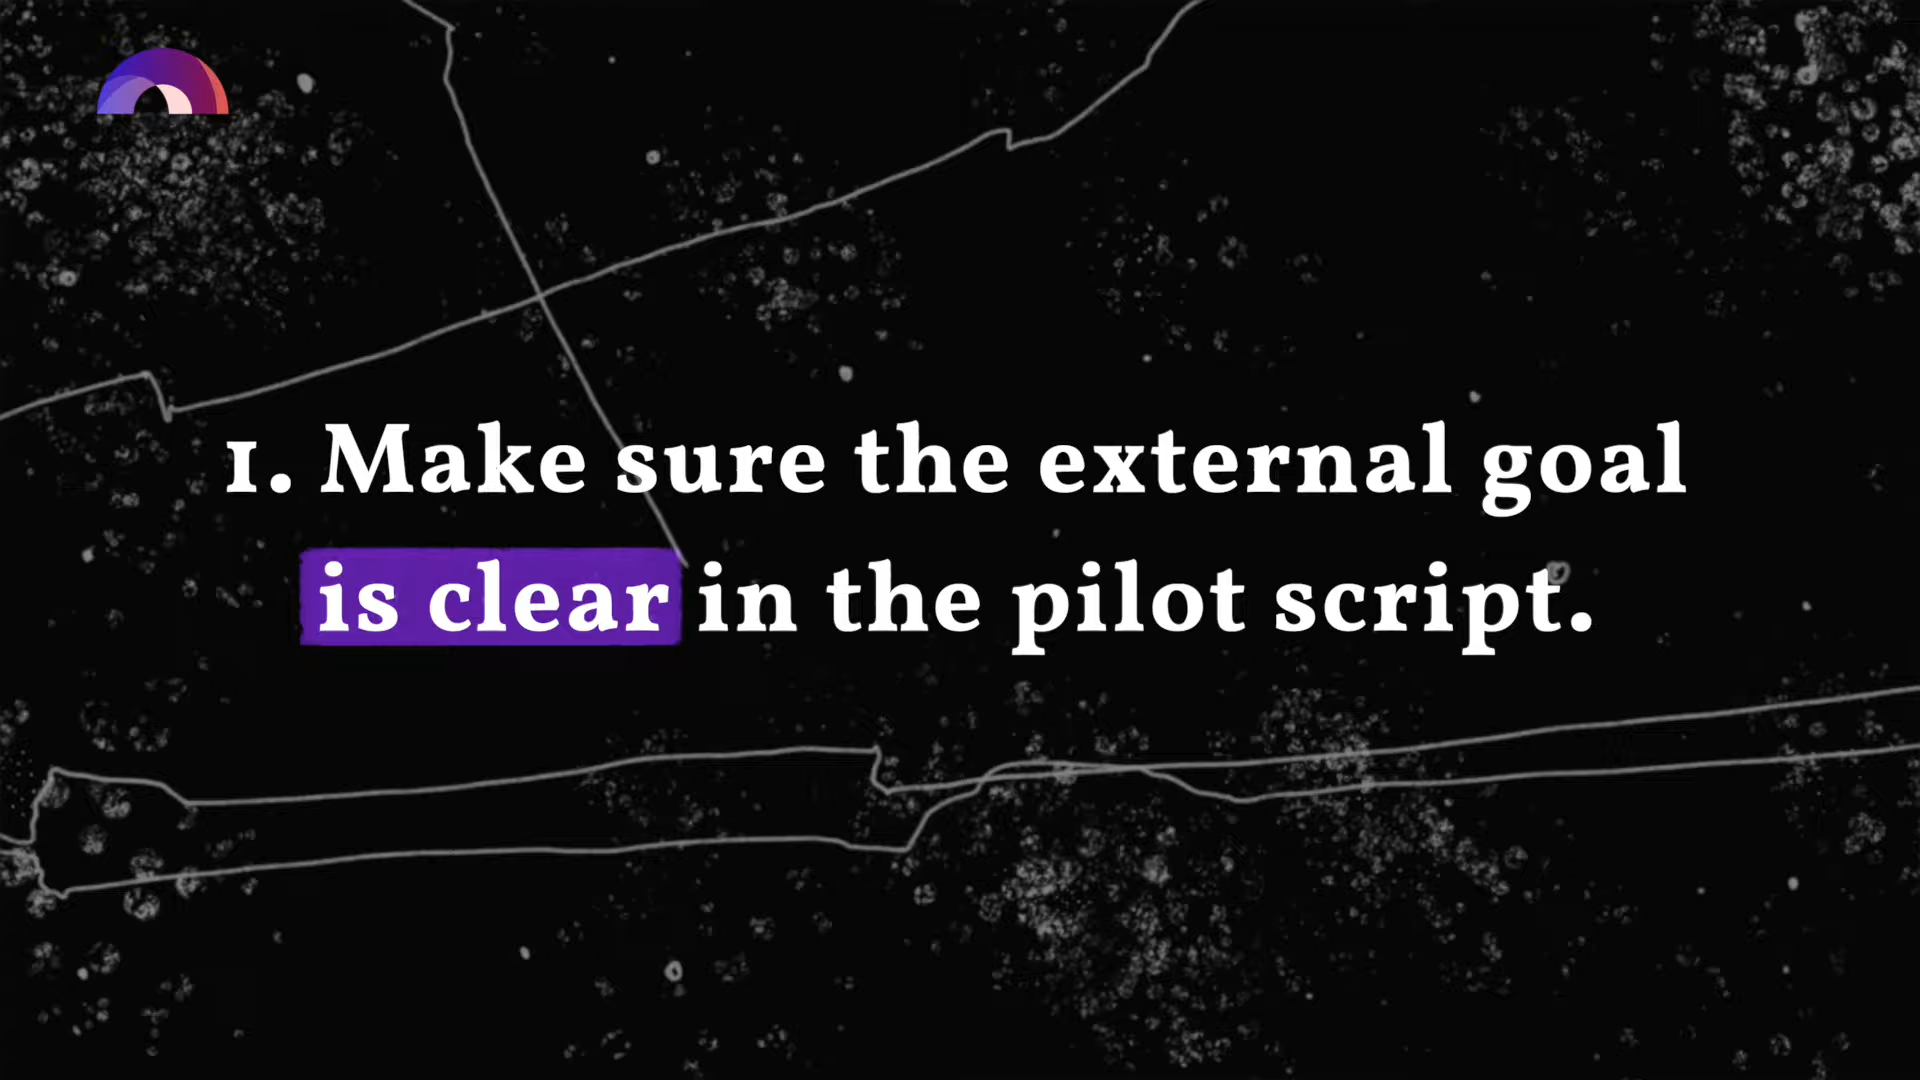 1. Make sure the external goal
is clear in the pilot script.